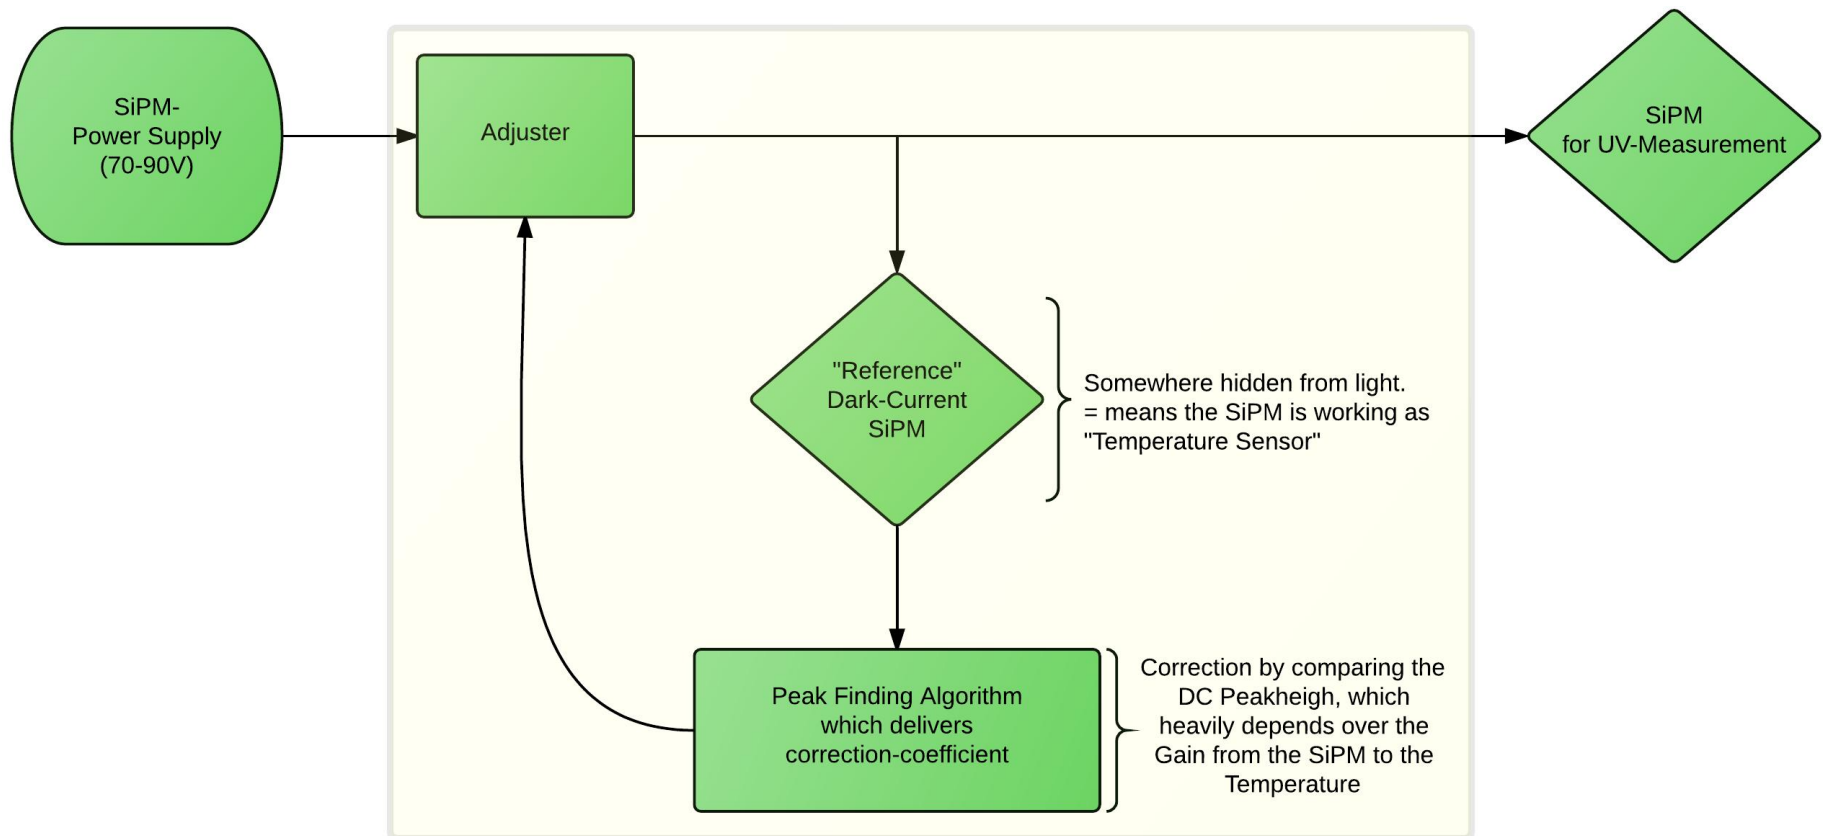 SiPM-
Power Supply
(70-90V)
Adjuster
SiPM
for UV-Measurement
"Reference"
Dark-Current
SiPM
Somewhere hidden from light.
= means the SiPM is working as
"Temperature Sensor"
Peak Finding Algorithm
which delivers
correction-coefficient
Correction by comparing the
DC Peakheigh, which
heavily depends over the
Gain from the SiPM to the
Temperature